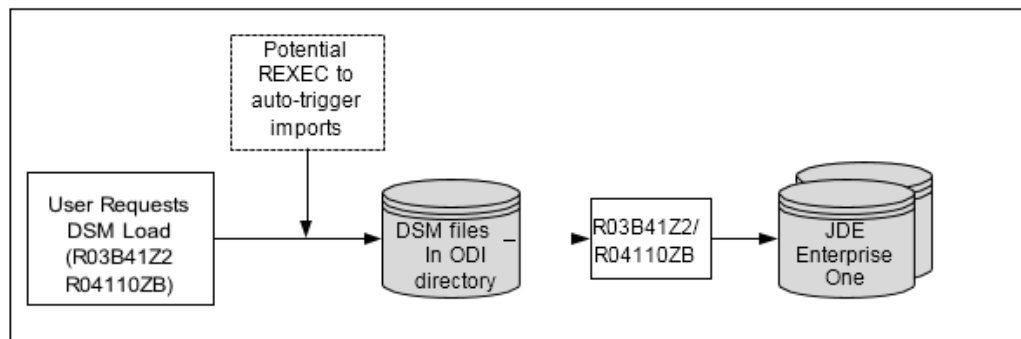 Potential
REXEC to
auto-trigger
imports
User Requests
DSM Load
(R03B41Z2
R04110ZB)
DSM files
In ODI
directory
R03B41Z2/
R04110ZB
JDE
Enterprise
One